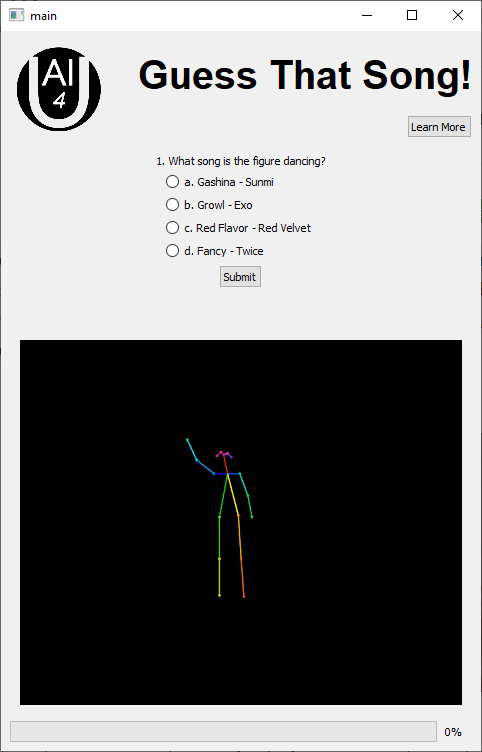 main
AI
4
Guess That Song!
Learn More
1. What song is the figure dancing?
a. Gashina - Sunmi
b. Growl - Exo
c. Red Flavor - Red Velvet
d. Fancy - Twice
Submit
0%